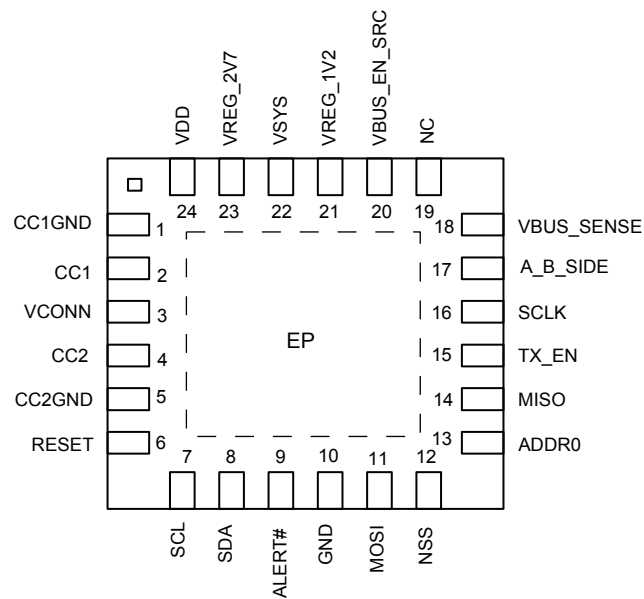 VDD
VREG_2V7
VSYS
VREG_1V2
VBUS_EN_SRC
NC
24
23
22
21
20
19
CC1GND
1
CC1
2
VCONN
3
CC2
4
CC2GND
5
RESET
6
EP
18
VBUS_SENSE
17
A_B_SIDE
16
SCLK
15
TX_EN
14
MISO
13
ADDR0
7
8
9
10
11
12
SCL
SDA
ALERT#
GND
MOSI
NSS